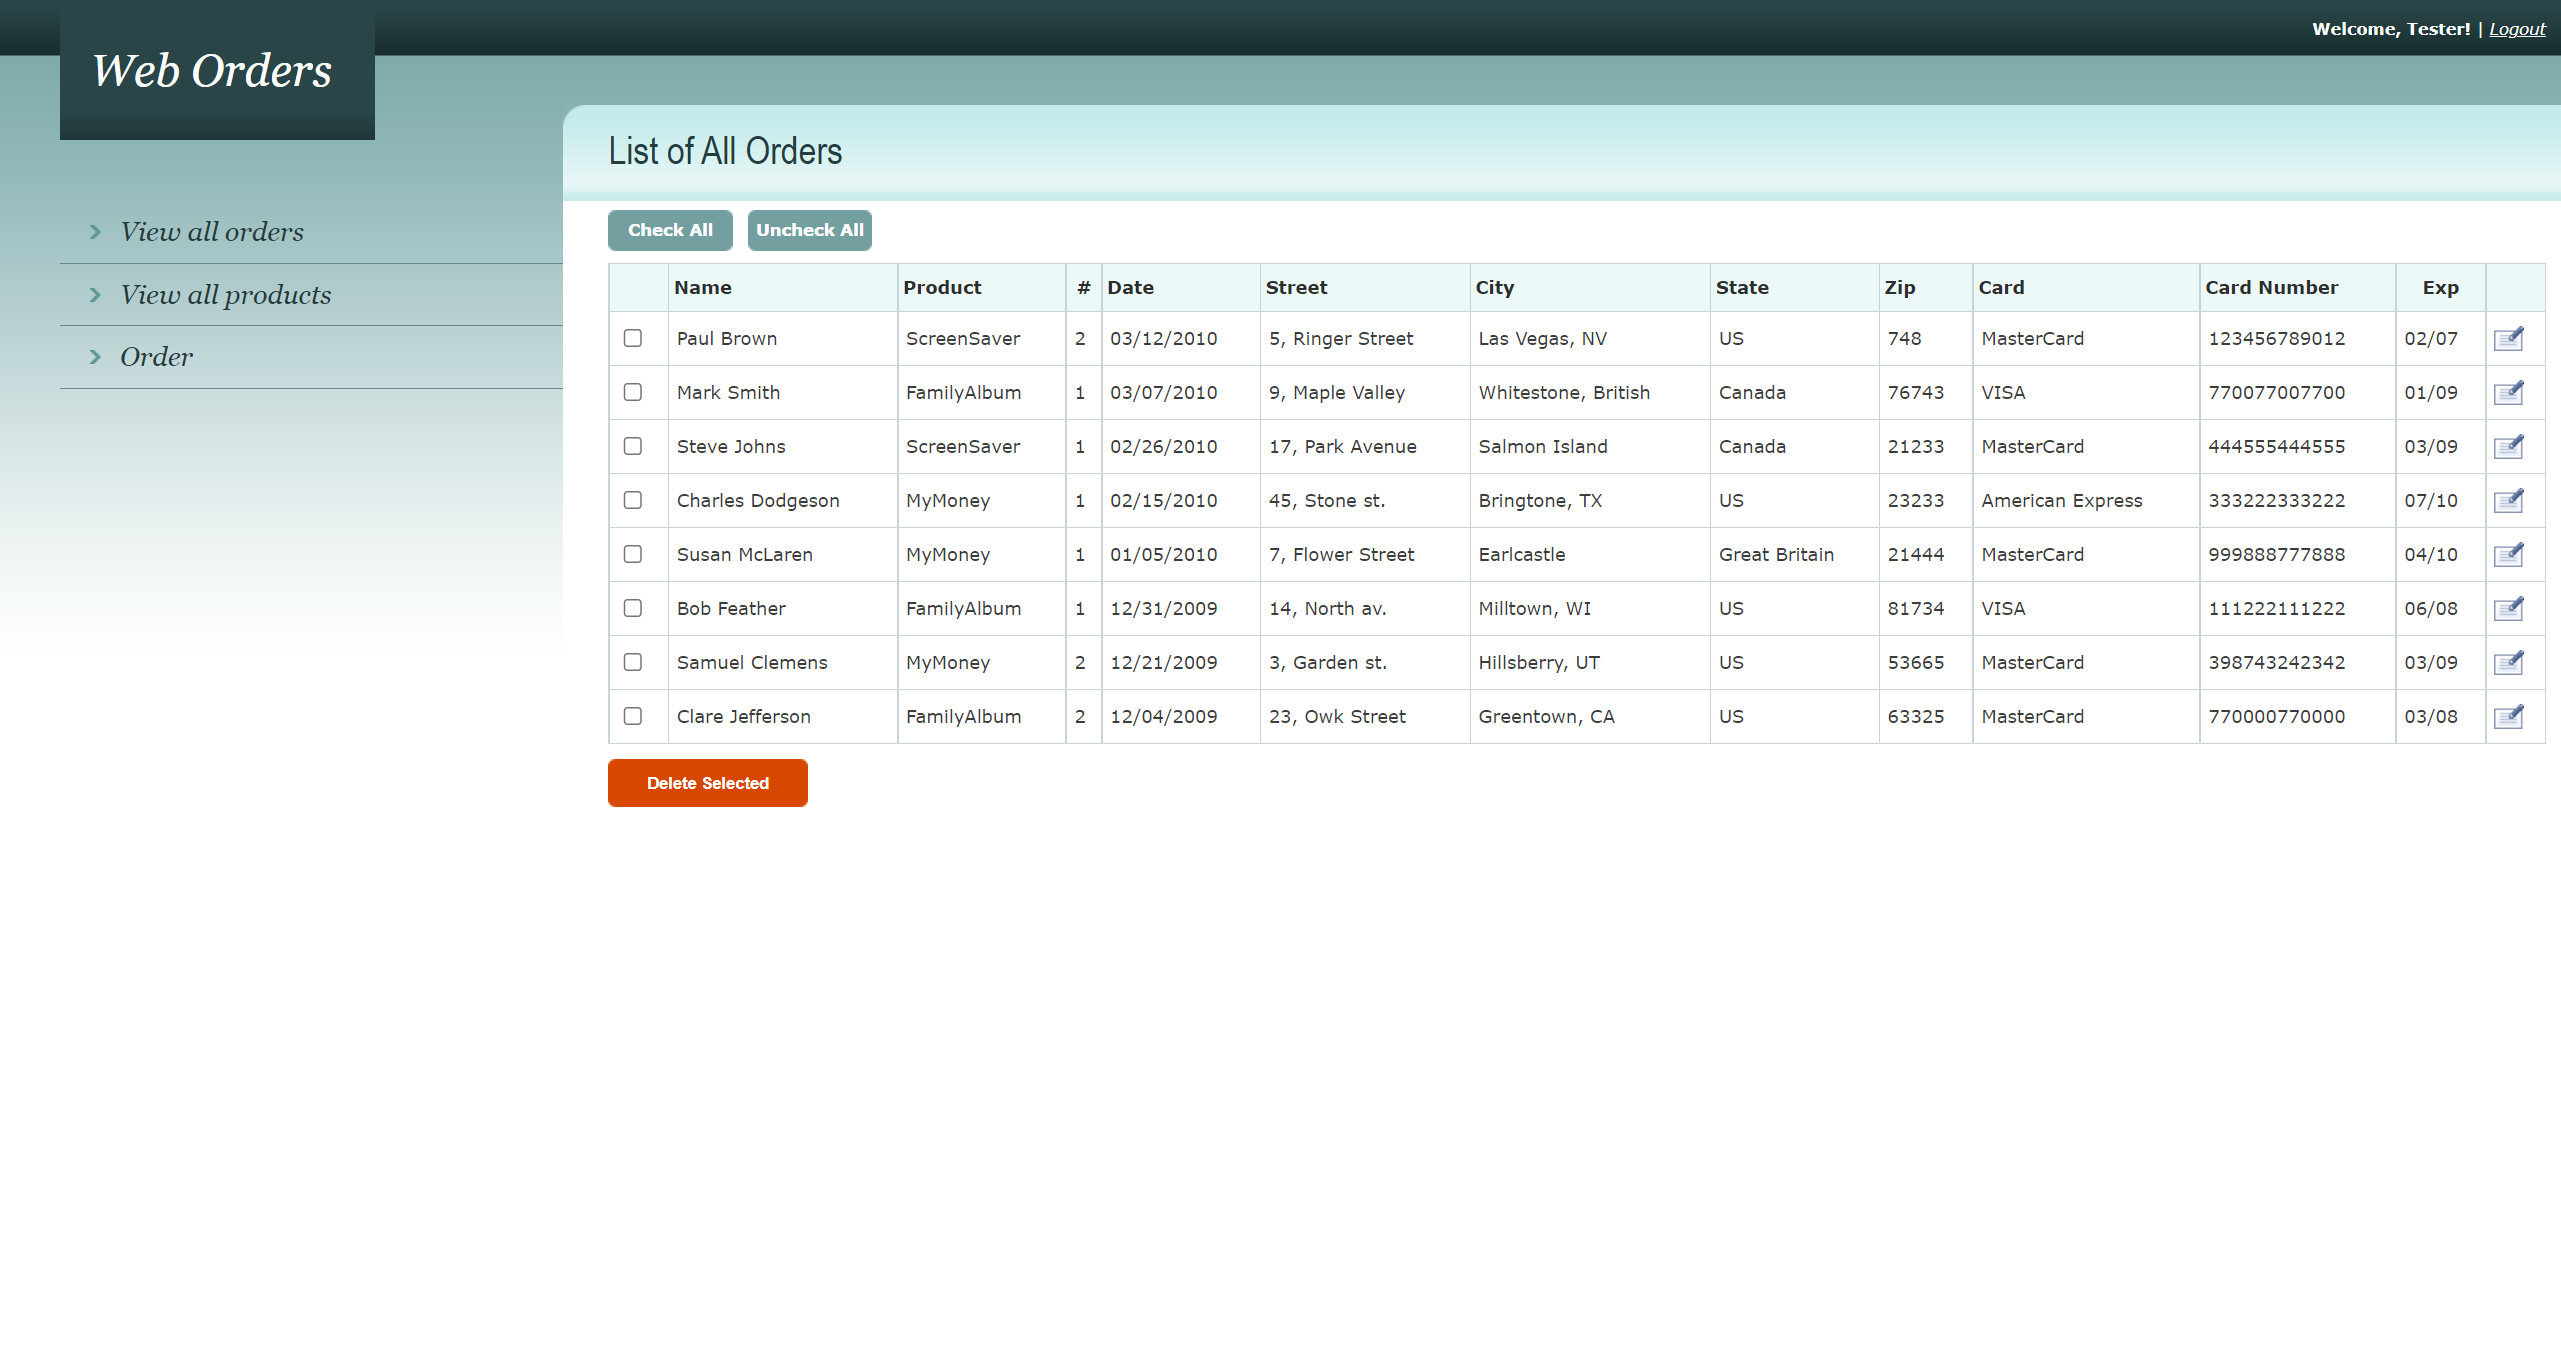 Welcome, Tester! | Logout
Web Orders
List of All Orders
View all orders
View all products
Order
Check All Uncheck All
Name Product # Date Street City State Zip Card Card Number Exp
Paul Brown ScreenSaver 2 03/12/2010 5, Ringer Street Las Vegas, NV US 748 MasterCard 123456789012 02/07
Mark Smith FamilyAlbum 1 03/07/2010 9, Maple Valley Whitestone, British Canada 76743 VISA 770077007700 01/09
Steve Johns ScreenSaver 1 02/26/2010 17, Park Avenue Salmon Island Canada 21233 MasterCard 444555444555 03/09
Charles Dodgeson MyMoney 1 02/15/2010 45, Stone st. Bringtone, TX US 23233 American Express 333222333222 07/10
Susan McLaren MyMoney 1 01/05/2010 7, Flower Street Earlcastle Great Britain 21444 MasterCard 999888777888 04/10
Bob Feather FamilyAlbum 1 12/31/2009 14, North av. Milltown, WI US 81734 VISA 111222111222 06/08
Samuel Clemens MyMoney 2 12/21/2009 3, Garden st. Hillsberry, UT US 53665 MasterCard 398743242342 03/09
Clare Jefferson FamilyAlbum 2 12/04/2009 23, Owk Street Greentown, CA US 63325 MasterCard 770000770000 03/08
Delete Selected